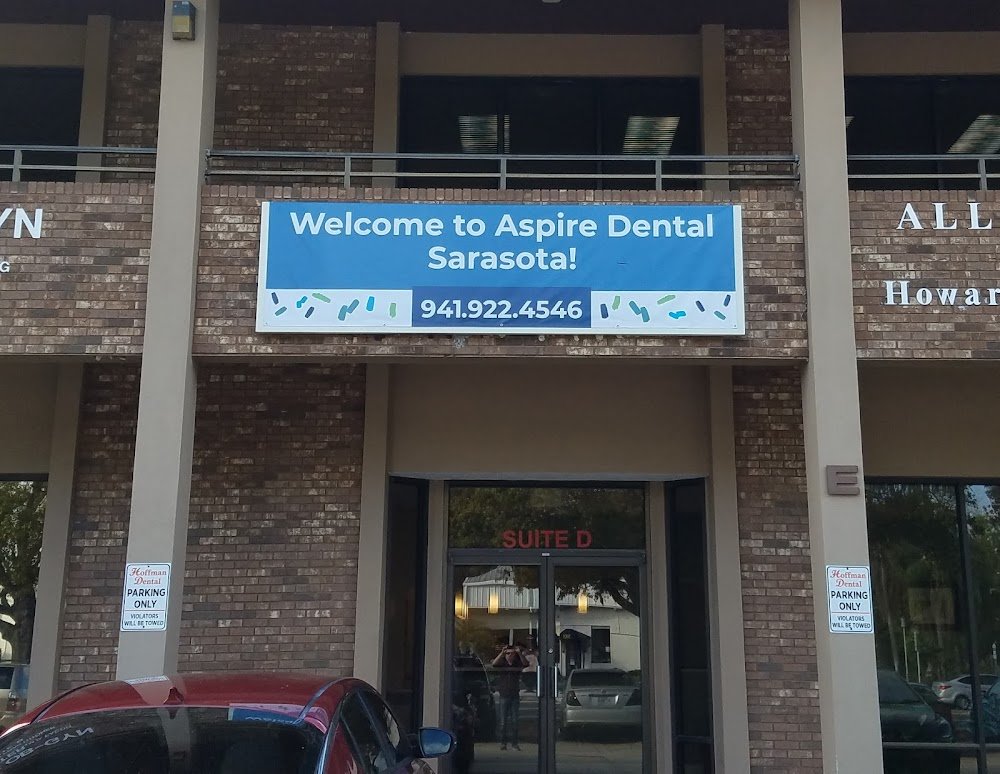 YN
G
Welcome to Aspire Dental
Sarasota!
941.922.4546
ALL
Howar
E
SUITE D
Hoffman
Dental
PARKING
ONLY
VIOLATORS
WILL BE TOWED
Hoffman
Dental
PARKING
ONLY
VIOLATORS
WILL BE TOWED